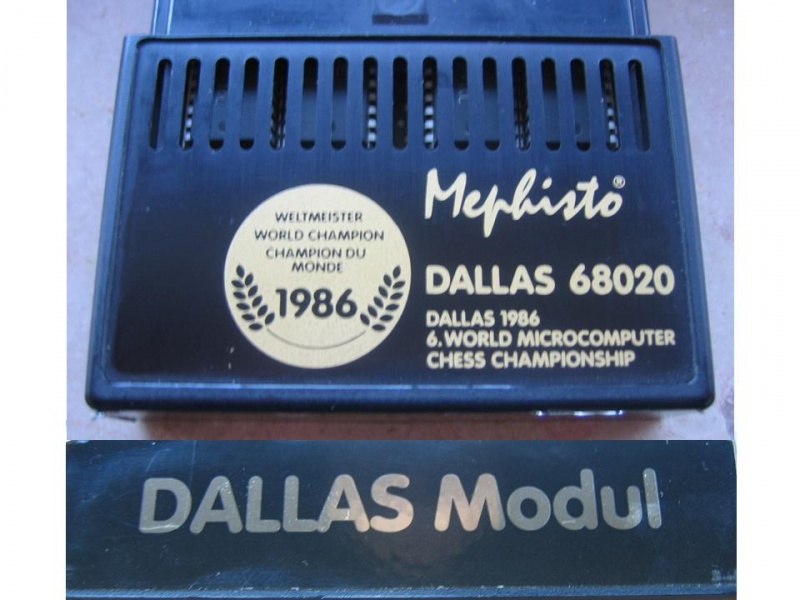 WELTMEISTER
WORLD CHAMPION
CHAMPION DU
MONDE
1986
Mephisto®
DALLAS 68020
DALLAS 1986
6. WORLD MICROCOMPUTER
CHESS CHAMPIONSHIP
DALLAS Modul